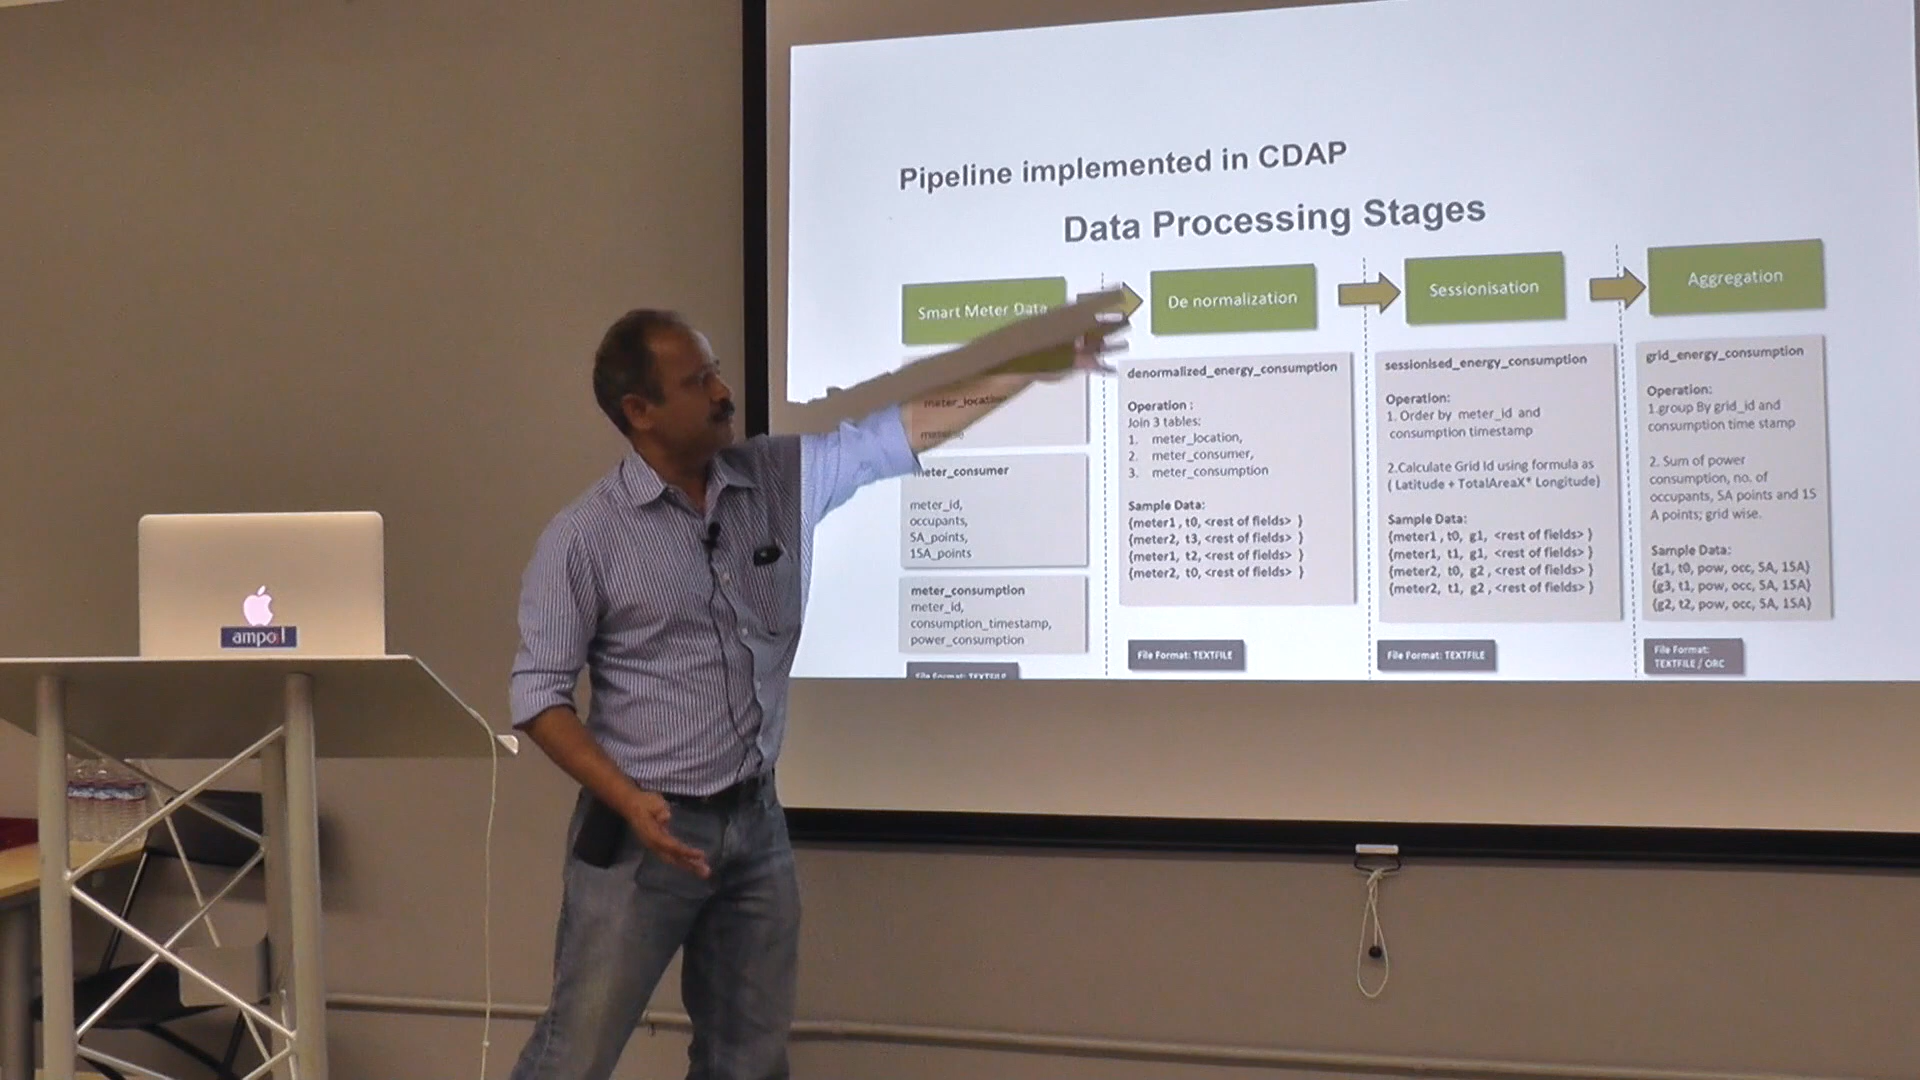 Pipeline implemented in CDAP
Data Processing Stages
Smart Meter Data
De normalization
Sessionisation
Aggregation
meter_location
meter_consumer
meter_id,
occupants,
5A_points,
15A_points
meter_consumption
meter_id,
consumption_timestamp,
power_consumption
File Format: TEXTFILE
denormalized_energy_consumption
Operation :
Join 3 tables:
1. meter_location,
2. meter_consumer,
3. meter_consumption
Sample Data:
{meter1 , t0, <rest of fields> }
{meter2, t3, <rest of fields> }
{meter1, t2, <rest of fields> }
{meter2, t0, <rest of fields> }
File Format: TEXTFILE
sessionised_energy_consumption
Operation:
1. Order by meter_id and
consumption timestamp
2.Calculate Grid Id using formula as
( Latitude + TotalAreaX* Longitude)
Sample Data:
{meter1 , t0, g1, <rest of fields> }
{meter1, t1, g1, <rest of fields> }
{meter2, t0, g2 , <rest of fields> }
{meter2, t1, g2 , <rest of fields> }
File Format: TEXTFILE
grid_energy_consumption
Operation:
1.group By grid_id and
consumption time stamp
2. Sum of power
consumption, no. of
occupants, 5A points and 15
A points; grid wise.
Sample Data:
{g1, t0, pow, occ, 5A, 15A}
{g3, t1, pow, occ, 5A, 15A}
{g2, t2, pow, occ, 5A, 15A}
File Format:
TEXTFILE / ORC
ampool